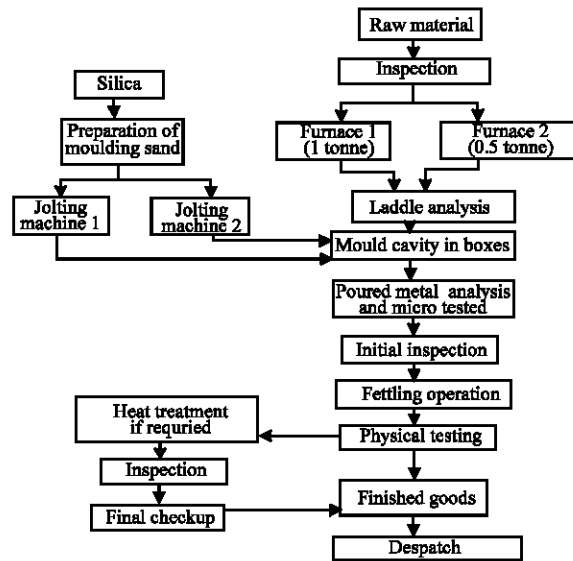 Raw material
Inspection
Silica
Preparation of
moulding sand
Furnace 1
(1 tonne)
Furnace 2
(0.5 tonne)
Jolting
machine 1
Jolting
machine 2
Laddle analysis
Mould cavity in boxes
Poured metal analysis
and micro tested
Initial inspection
Fettling operation
Heat treatment
if requried
Physical testing
Inspection
Final checkup
Finished goods
Despatch